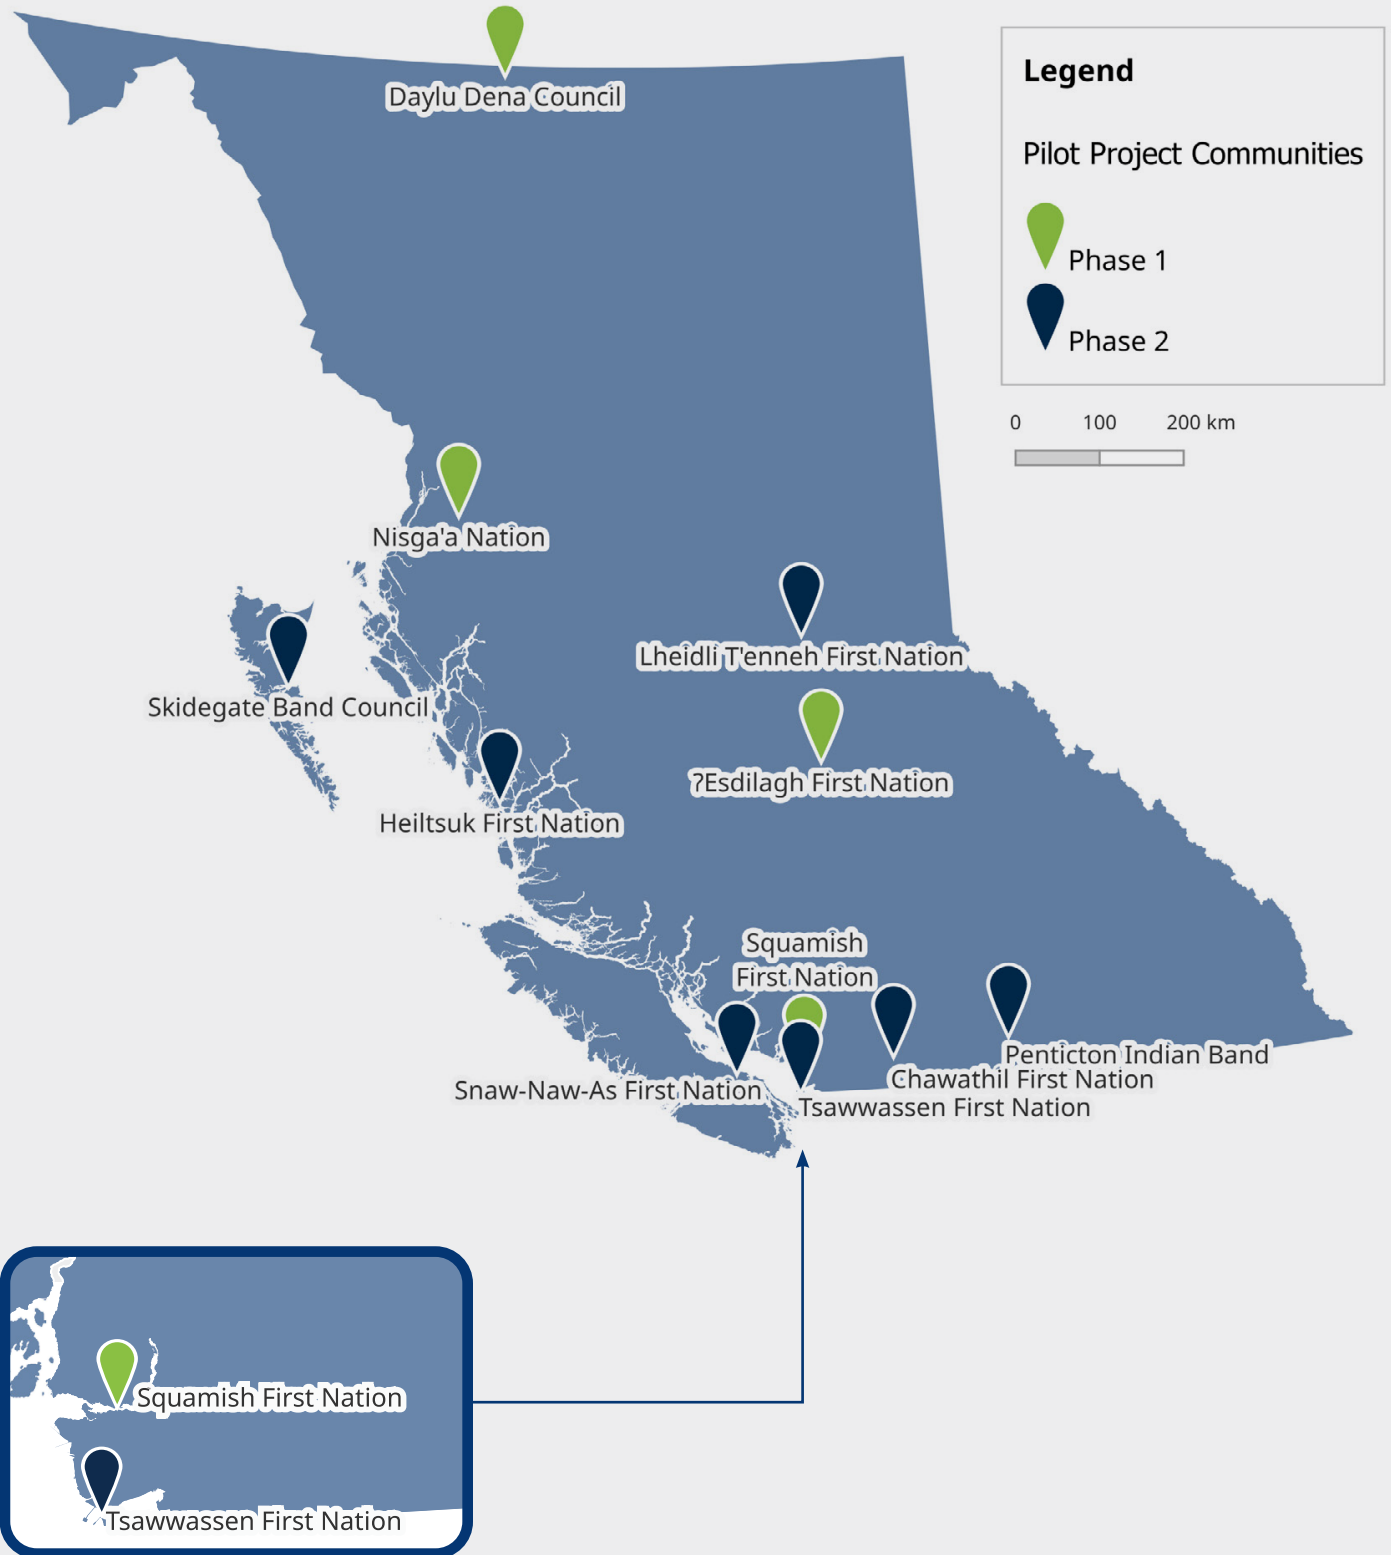 Daylu Dena Council
Legend
Pilot Project Communities
Phase 1
Phase 2
0 100 200 km
Nisga'a Nation
Lheidli T'enneh First Nation
Skidegate Band Council
?Esdilagh First Nation
Heiltsuk First Nation
Squamish
First Nation
Penticton Indian Band
Chawathil First Nation
Snaw-Naw-As First Nation
Tsawwassen First Nation
Squamish First Nation
Tsawwassen First Nation